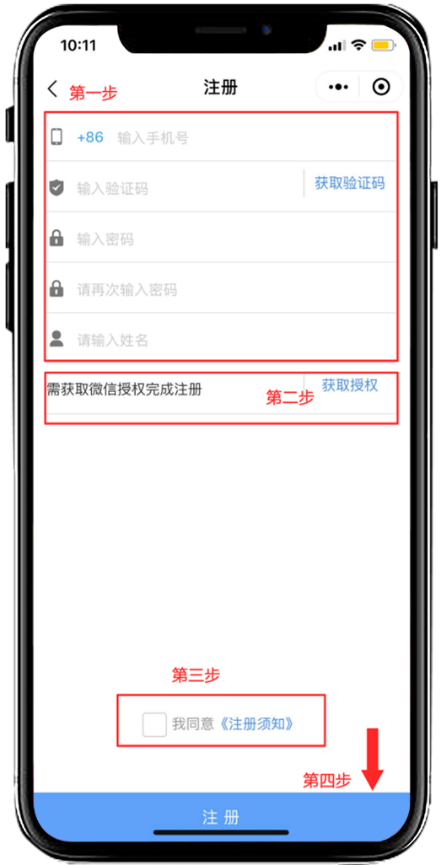 10:11
第一步
注册
+86 输入手机号
输入验证码 获取验证码
输入密码
请再次输入密码
请输入姓名
需获取微信授权完成注册 第二步 获取授权
第三步
我同意《注册须知》
第四步
注 册